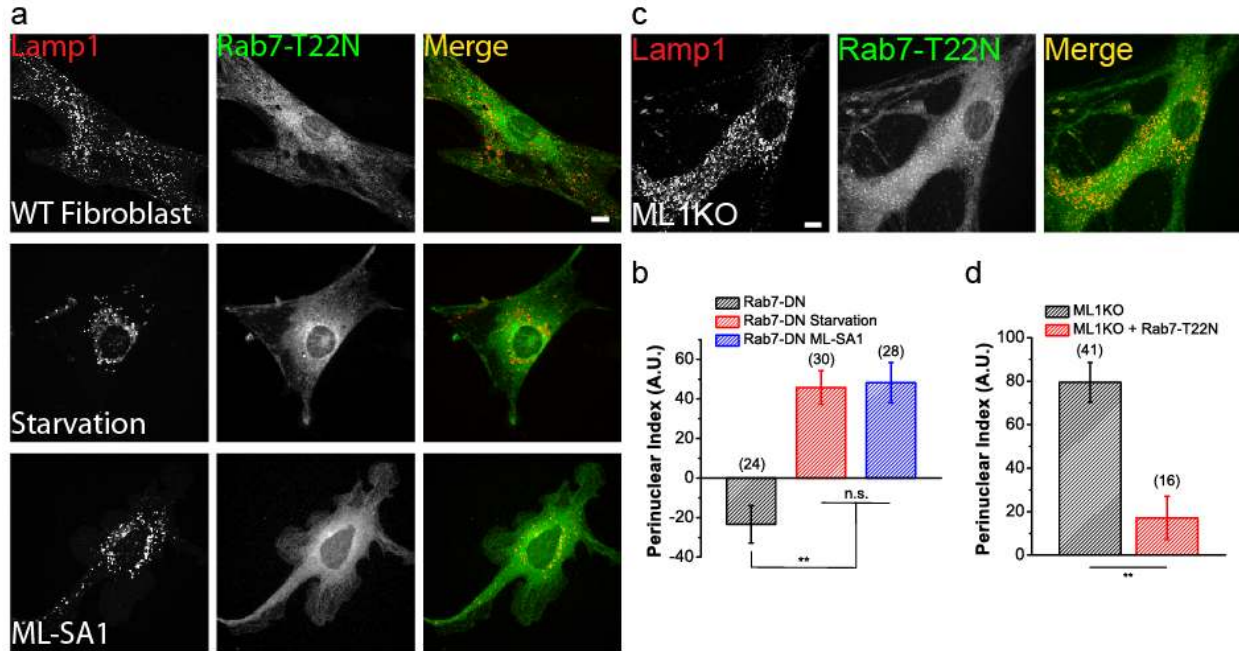 a
Lamp1 Rab7-T22N Merge
WT Fibroblast
Starvation
ML-SA1
c
Lamp1 Rab7-T22N Merge
ML1KO
b
Rab7-DN
Rab7-DN Starvation
Rab7-DN ML-SA1
Perinuclear Index (A.U.)
60
40
20
0
-20
-40
(24)
(30)
(28)
n.s.
**
d
ML1KO
ML1KO + Rab7-T22N
Perinuclear Index (A.U.)
100
80
60
40
20
0
(41)
(16)
**